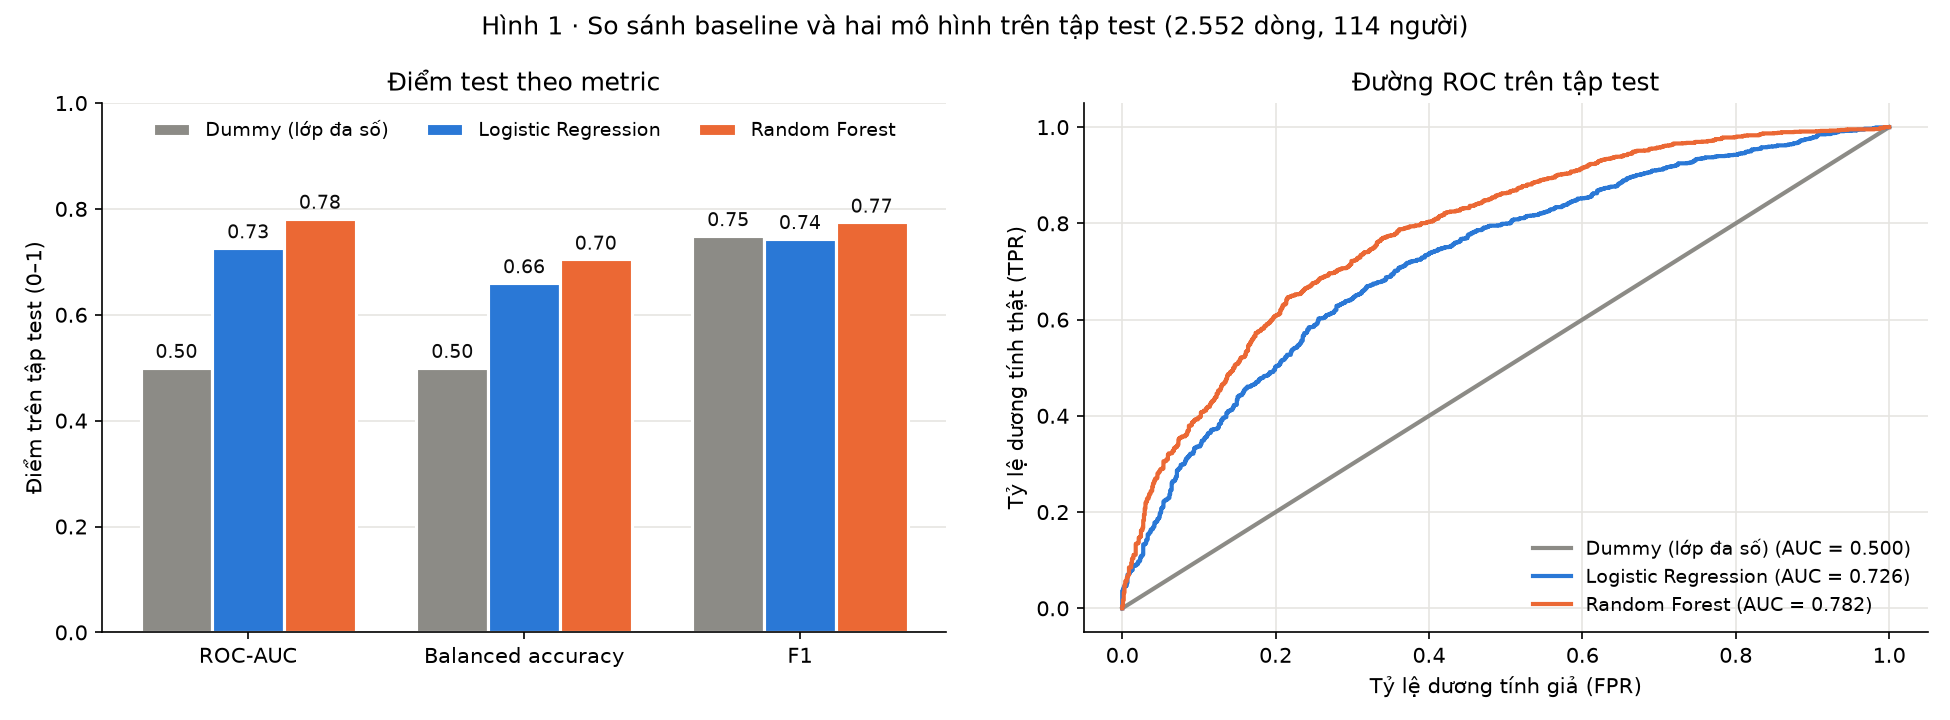 Hình 1 · So sánh baseline và hai mô hình trên tập test (2.552 dòng, 114 người)
Điểm test theo metric
Điểm trên tập test (0–1)
1.0
0.8
0.6
0.4
0.2
0.0
Dummy (lớp đa số)
Logistic Regression
Random Forest
0.50
0.73
0.78
0.50
0.66
0.70
0.75
0.74
0.77
ROC-AUC
Balanced accuracy
F1
Đường ROC trên tập test
Tỷ lệ dương tính thật (TPR)
1.0
0.8
0.6
0.4
0.2
0.0
Dummy (lớp đa số) (AUC = 0.500)
Logistic Regression (AUC = 0.726)
Random Forest (AUC = 0.782)
0.0
0.2
0.4
0.6
0.8
1.0
Tỷ lệ dương tính giả (FPR)